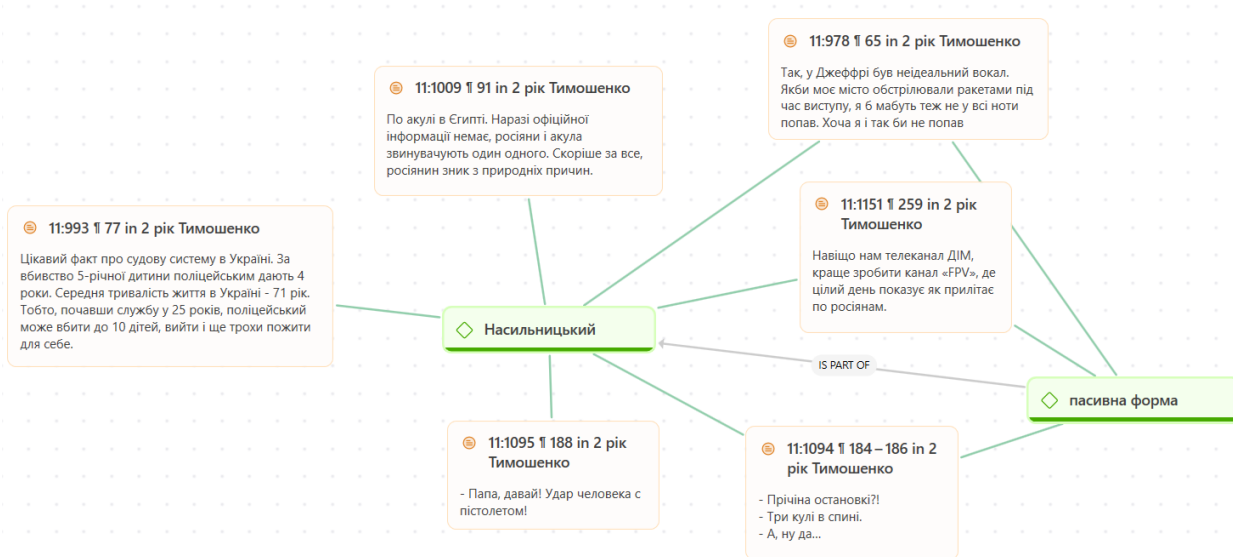 11:978 ¶ 65 in 2 рік Тимошенко
Так, у Джеффрі був неідеальний вокал.
Якби моє місто обстрілювали ракетами під
час виступу, я б мабуть теж не у всі ноти
попав. Хоча я і так би не попав
11:1009 ¶ 91 in 2 рік Тимошенко
По акулі в Єгипті. Наразі офіційної
інформації немає, росіяни і акула
звинувачують один одного. Скоріше за все,
росіянин зник з природніх причин.
11:1151 ¶ 259 in 2 рік
Тимошенко
Навіщо нам телеканал ДІМ,
краще зробити канал «FPV», де
цілий день показує як прилітає
по росіянам.
11:993 ¶ 77 in 2 рік Тимошенко
Цікавий факт про судову систему в Україні. За
вбивство 5-річної дитини поліцейським дають 4
роки. Середня тривалість життя в Україні - 71 рік.
Тобто, почавши службу у 25 років, поліцейський
може вбити до 10 дітей, вийти і ще трохи пожити
для себе.
Насильницький
IS PART OF
пасивна форма
11:1095 ¶ 188 in 2 рік
Тимошенко
- Папа, давай! Удар человека с
пістолетом!
11:1094 ¶ 184 – 186 in 2
рік Тимошенко
- Прічіна остановкі?!
- Три кулі в спині.
- А, ну да...